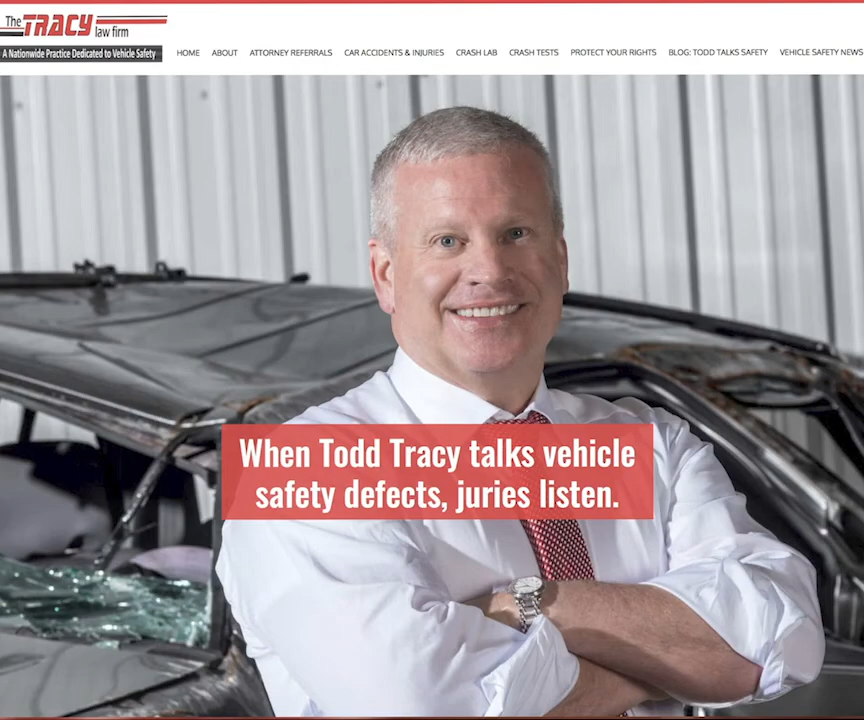 The TRACY law firm
A Nationwide Practice Dedicated to Vehicle Safety
HOME ABOUT ATTORNEY REFERRALS CAR ACCIDENTS & INJURIES CRASH LAB CRASH TESTS PROTECT YOUR RIGHTS BLOG: TODD TALKS SAFETY VEHICLE SAFETY NEWS
When Todd Tracy talks vehicle
safety defects, juries listen.